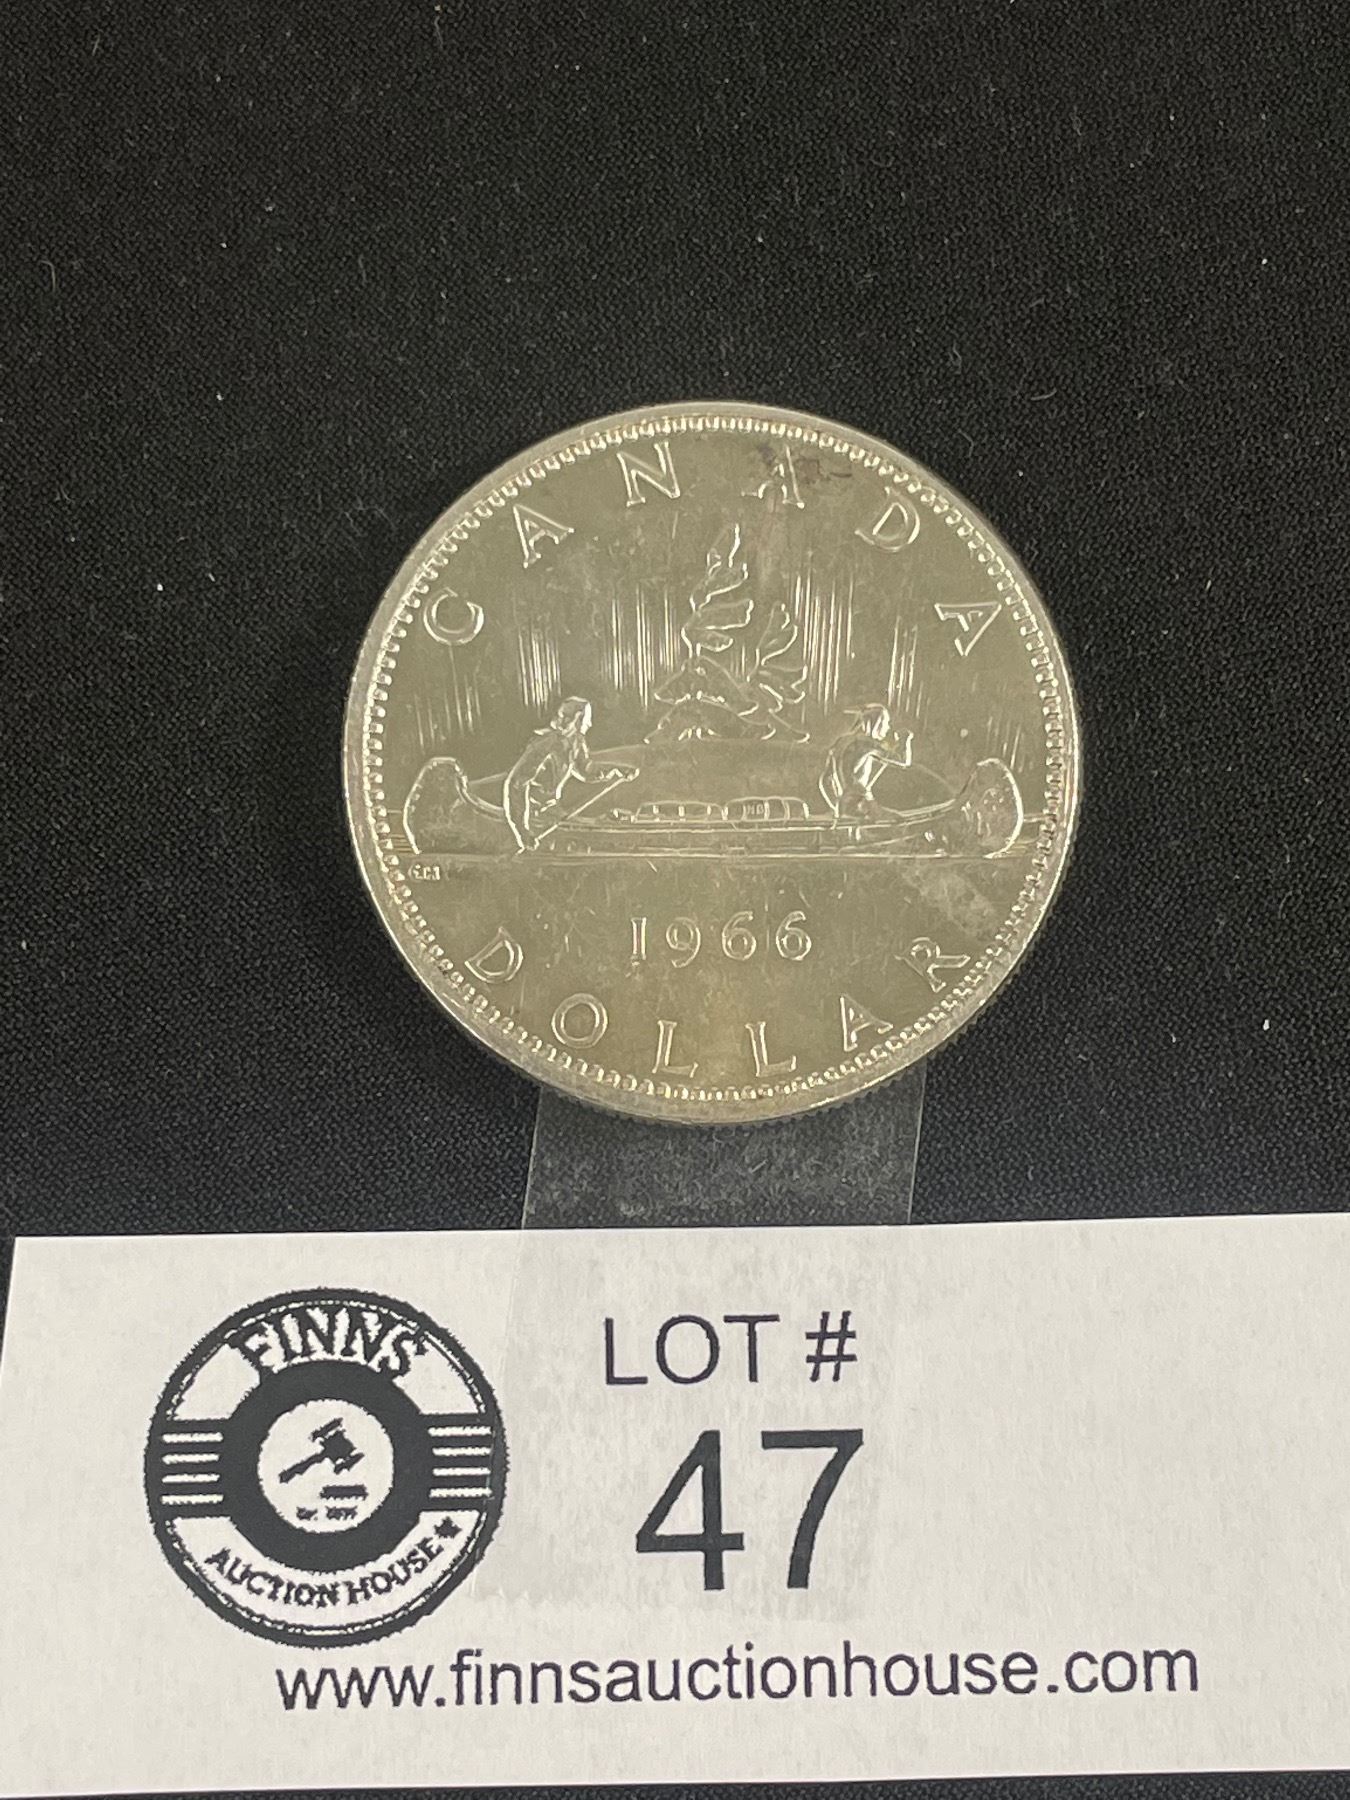 CANADA
1966
DOLLAR
FINNS
AUCTION HOUSE
LOT #
47
www.finnsauctionhouse.com